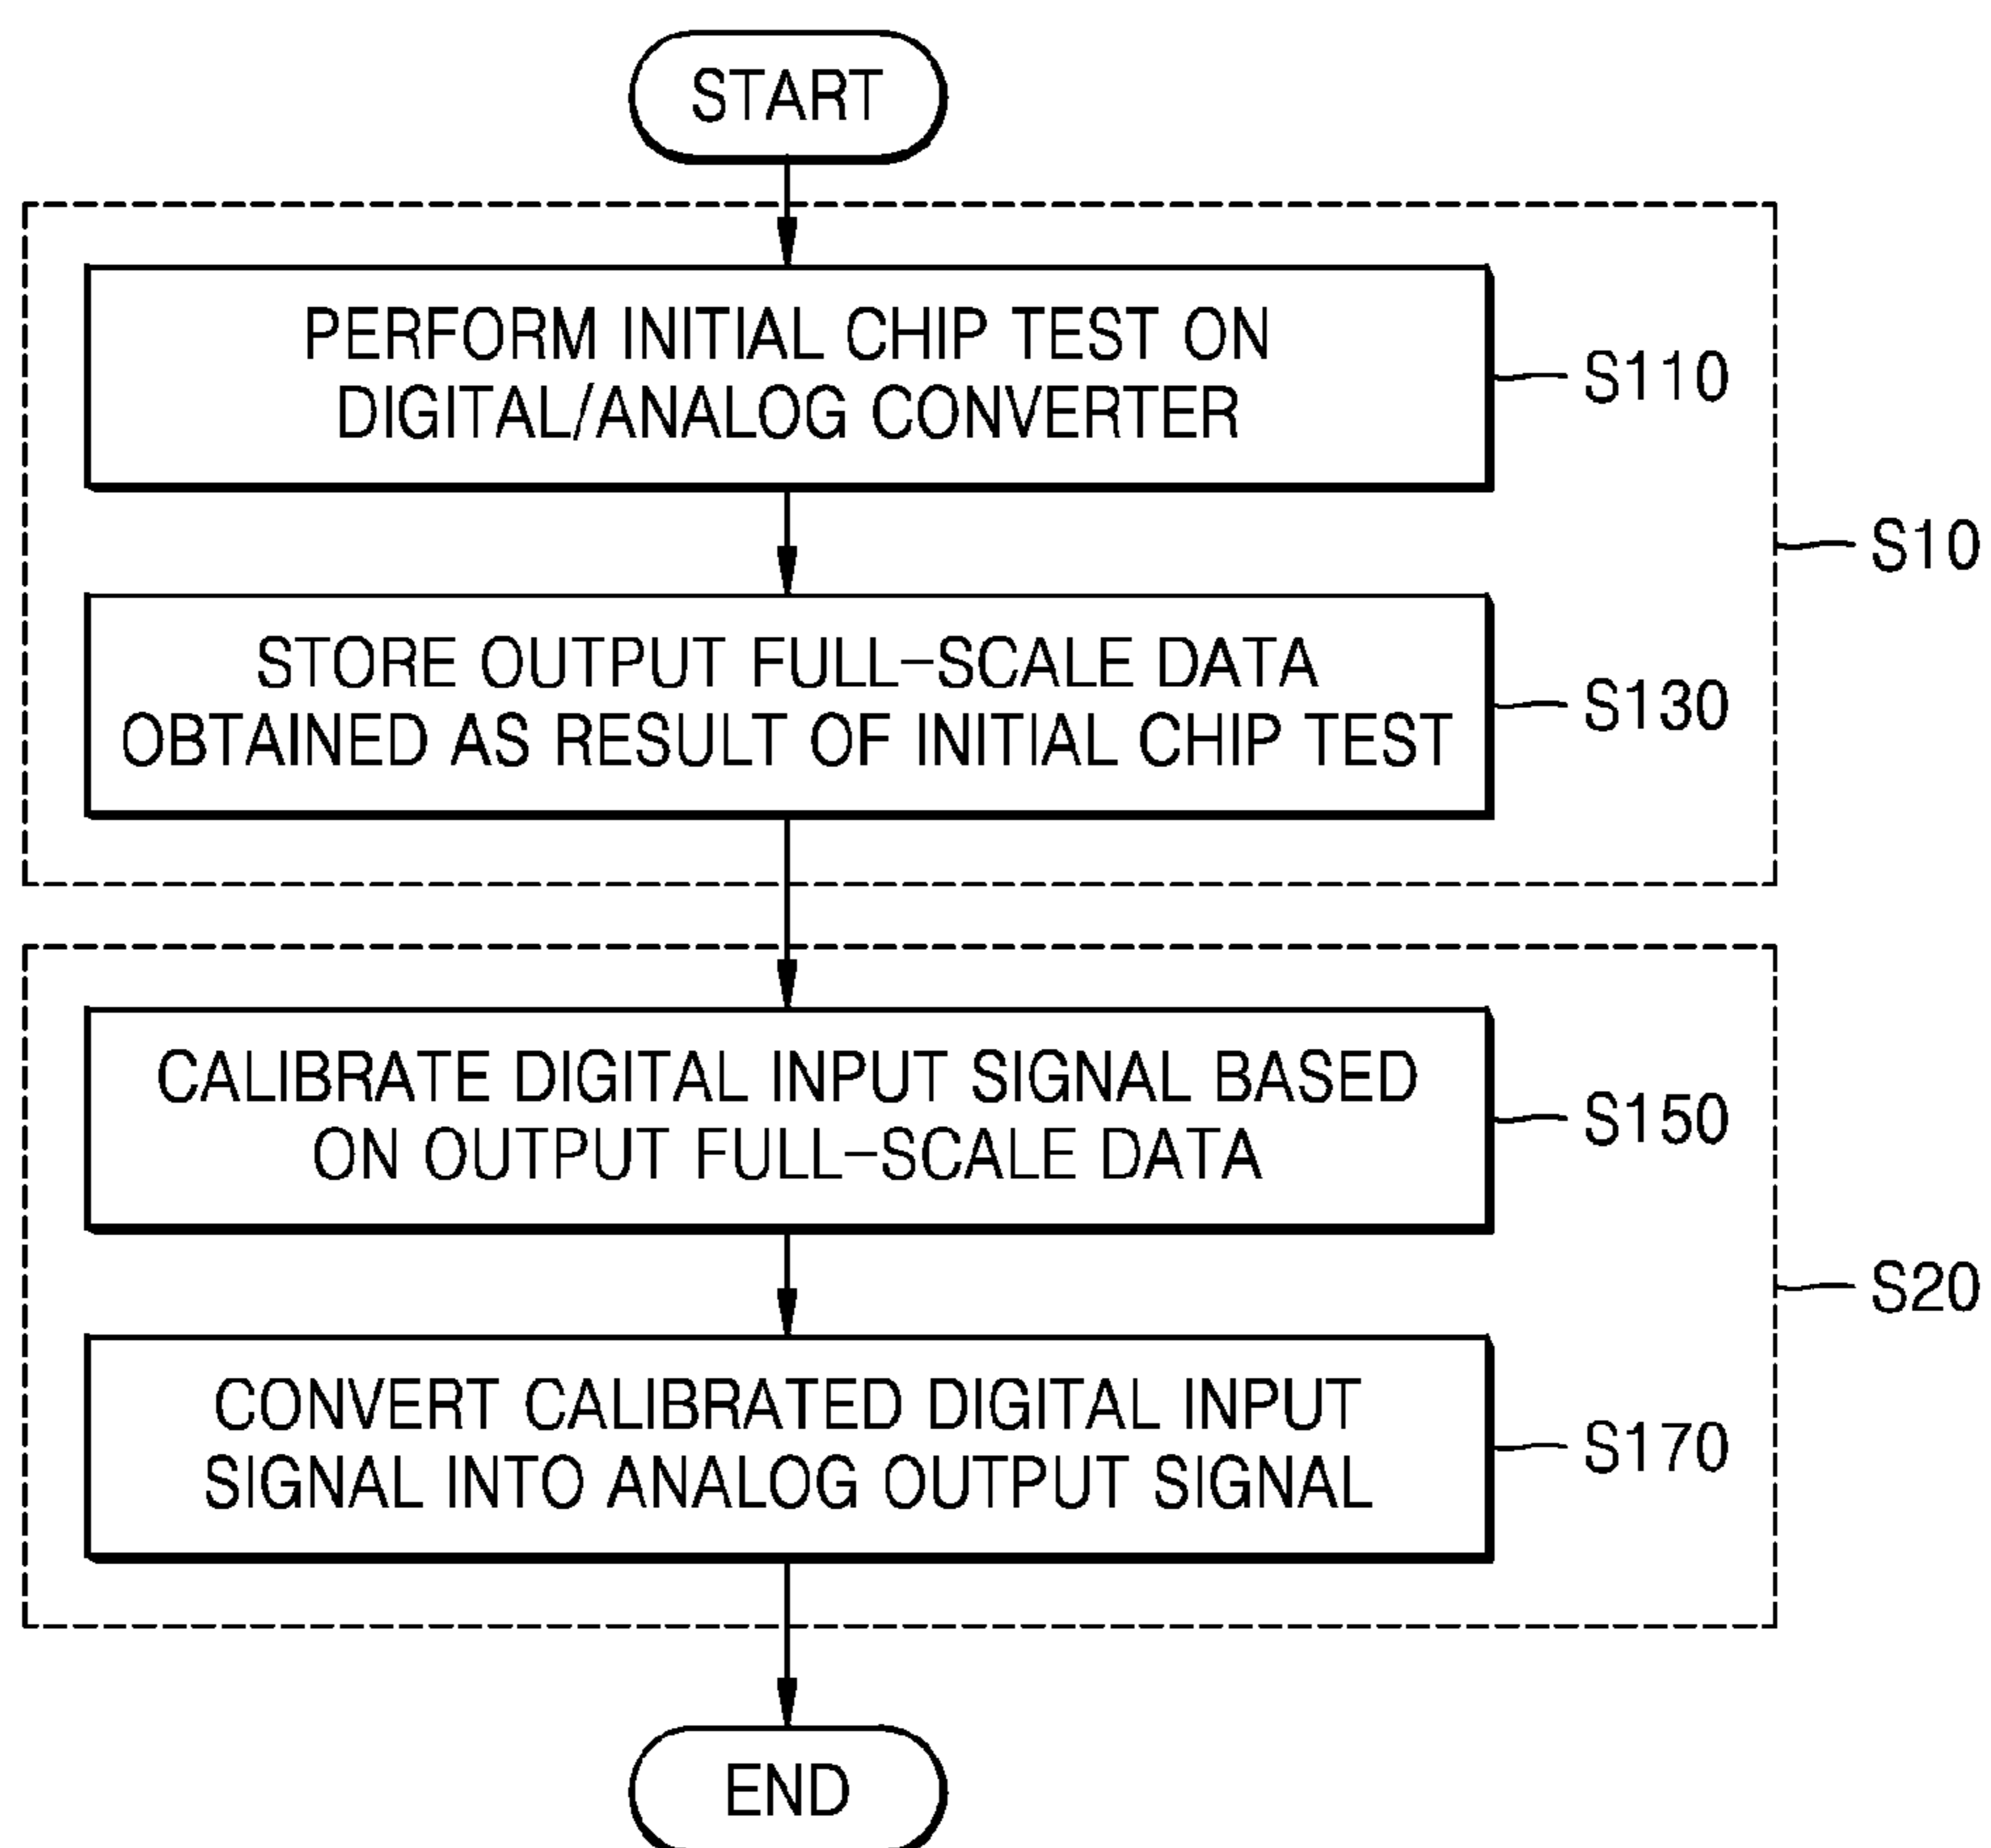 START
PERFORM INITIAL CHIP TEST ON
DIGITAL/ANALOG CONVERTER
S110
S10
STORE OUTPUT FULL-SCALE DATA
OBTAINED AS RESULT OF INITIAL CHIP TEST
S130
CALIBRATE DIGITAL INPUT SIGNAL BASED
ON OUTPUT FULL-SCALE DATA
S150
S20
CONVERT CALIBRATED DIGITAL INPUT
SIGNAL INTO ANALOG OUTPUT SIGNAL
S170
END